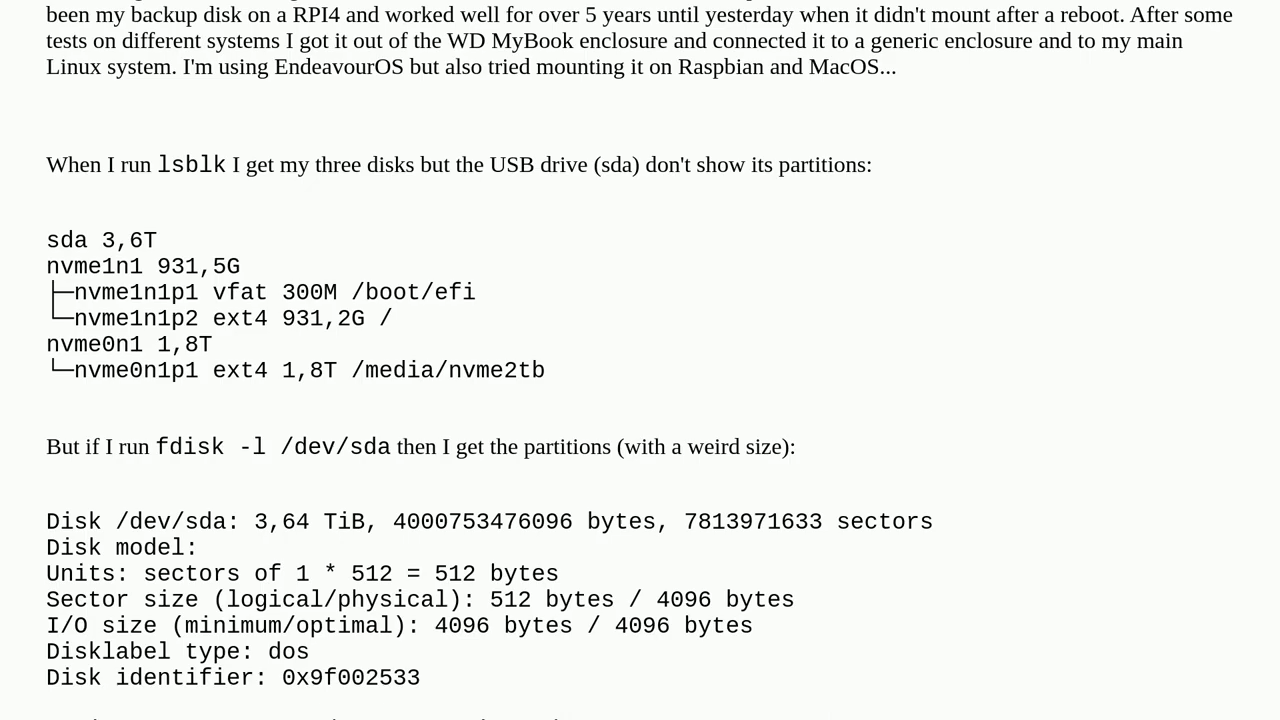 been my backup disk on a RPI4 and worked well for over 5 years until yesterday when it didn't mount after a reboot. After some
tests on different systems I got it out of the WD MyBook enclosure and connected it to a generic enclosure and to my main
Linux system. I'm using EndeavourOS but also tried mounting it on Raspbian and MacOS...
When I run lsblk I get my three disks but the USB drive (sda) don't show its partitions:
sda 3,6T
nvme1n1 931,5G
├─nvme1n1p1 vfat 300M /boot/efi
└─nvme1n1p2 ext4 931,2G /
nvme0n1 1,8T
└─nvme0n1p1 ext4 1,8T /media/nvme2tb
But if I run fdisk -l /dev/sda then I get the partitions (with a weird size):
Disk /dev/sda: 3,64 TiB, 4000753476096 bytes, 7813971633 sectors
Disk model:
Units: sectors of 1 * 512 = 512 bytes
Sector size (logical/physical): 512 bytes / 4096 bytes
I/O size (minimum/optimal): 4096 bytes / 4096 bytes
Disklabel type: dos
Disk identifier: 0x9f002533